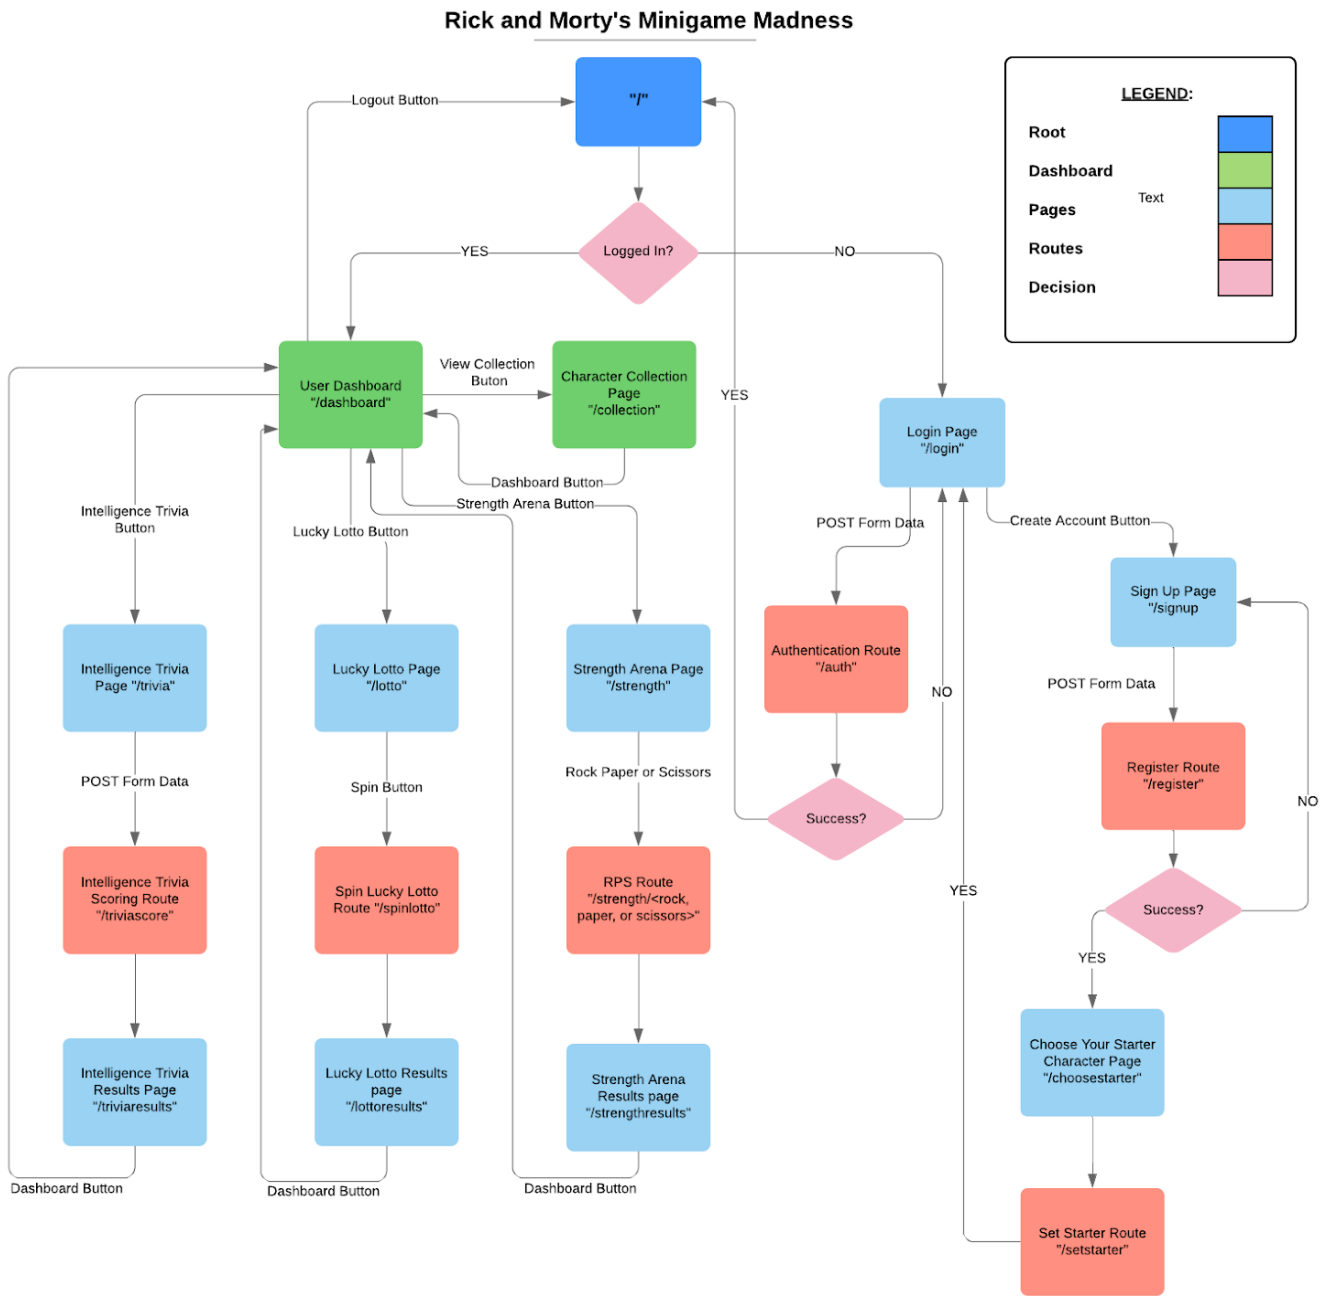 Rick and Morty's Minigame Madness
"/"
LEGEND:
Root
Dashboard
Pages
Text
Routes
Decision
Logout Button
Logged In?
YES
NO
User Dashboard
"/dashboard"
View Collection
Buton
Character Collection
Page
"/collection"
YES
Login Page
"/login"
Dashboard Button
Strength Arena Button
Intelligence Trivia
Button
Lucky Lotto Button
POST Form Data
Create Account Button
Sign Up Page
"/signup
Intelligence Trivia
Page "/trivia"
Lucky Lotto Page
"/lotto"
Strength Arena Page
"/strength"
Authentication Route
"/auth"
NO
POST Form Data
POST Form Data
Spin Button
Rock Paper or Scissors
Success?
Register Route
"/register"
NO
Intelligence Trivia
Scoring Route
"/triviascore"
Spin Lucky Lotto
Route "/spinlotto"
RPS Route
"/strength/<rock,
paper, or scissors>"
YES
Success?
YES
Intelligence Trivia
Results Page
"/triviaresults"
Lucky Lotto Results
page
"/lottoresults"
Strength Arena
Results page
"/strengthresults"
Choose Your Starter
Character Page
"/choosestarter"
Dashboard Button
Dashboard Button
Dashboard Button
Set Starter Route
"/setstarter"